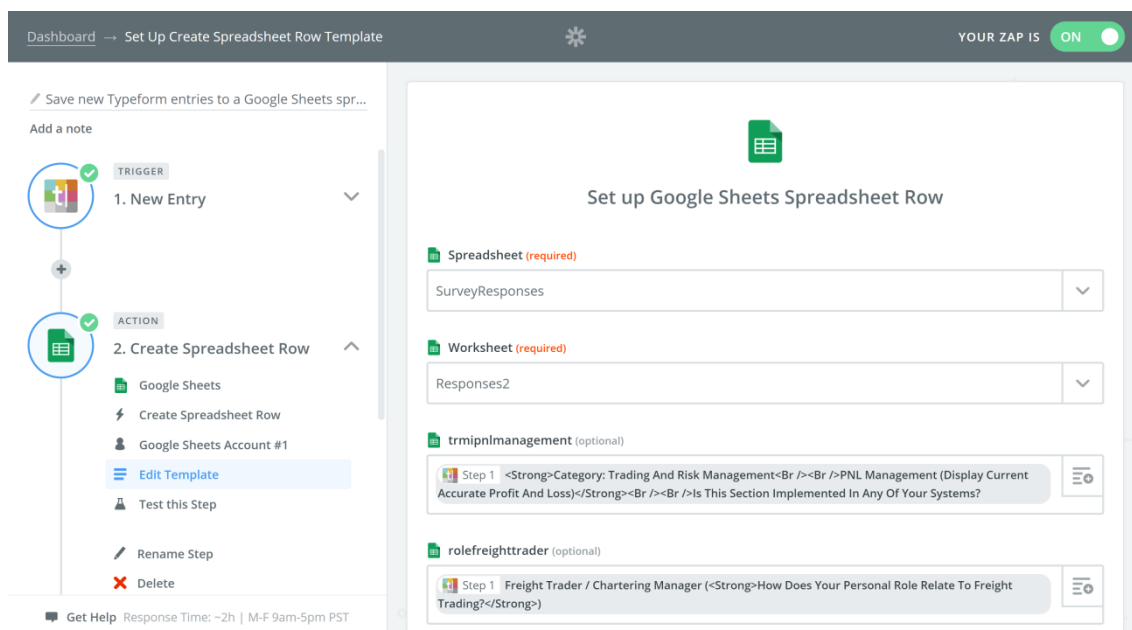 Dashboard → Set Up Create Spreadsheet Row Template
YOUR ZAP IS ON
Save new Typeform entries to a Google Sheets spr...
Add a note
TRIGGER
1. New Entry
ACTION
2. Create Spreadsheet Row
Google Sheets
Create Spreadsheet Row
Google Sheets Account #1
Edit Template
Test this Step
Rename Step
Delete
Get Help Response Time: ~2h | M-F 9am-5pm PST
Set up Google Sheets Spreadsheet Row
Spreadsheet (required)
SurveyResponses
Worksheet (required)
Responses2
trmipnlmanagement (optional)
Step 1 <Strong>Category: Trading And Risk Management<Br /><Br />PNL Management (Display Current
Accurate Profit And Loss)</Strong><Br /><Br />Is This Section Implemented In Any Of Your Systems?
rolefreighttrader (optional)
Step 1 Freight Trader / Chartering Manager (<Strong>How Does Your Personal Role Relate To Freight
Trading?</Strong>)